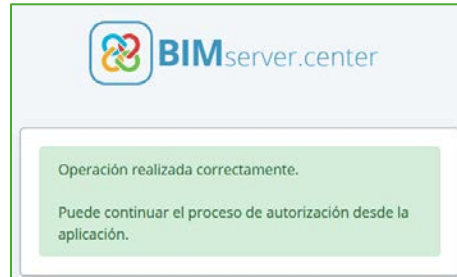 BIMserver.center
Operación realizada correctamente.
Puede continuar el proceso de autorización desde la
aplicación.